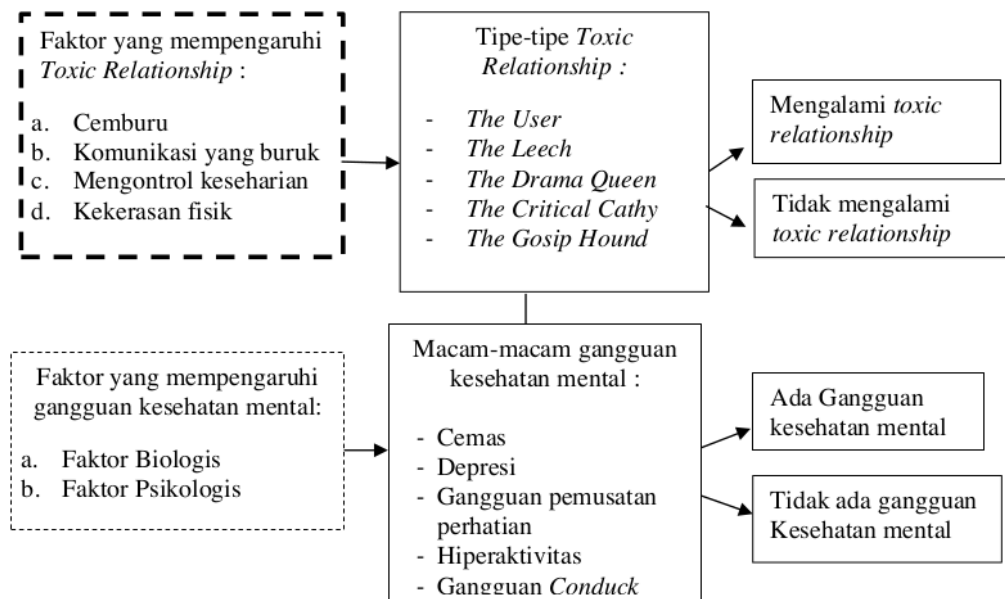 Faktor yang mempengaruhi
Toxic Relationship :
a. Cemburu
b. Komunikasi yang buruk
c. Mengontrol keseharian
d. Kekerasan fisik
Tipe-tipe Toxic
Relationship :
- The User
- The Leech
- The Drama Queen
- The Critical Cathy
- The Gosip Hound
Mengalami toxic
relationship
Tidak mengalami
toxic relationship
Faktor yang mempengaruhi
gangguan kesehatan mental:
a. Faktor Biologis
b. Faktor Psikologis
Macam-macam gangguan
kesehatan mental :
- Cemas
- Depresi
- Gangguan pemusatan
perhatian
- Hiperaktivitas
- Gangguan Conduck
Ada Gangguan
kesehatan mental
Tidak ada gangguan
Kesehatan mental